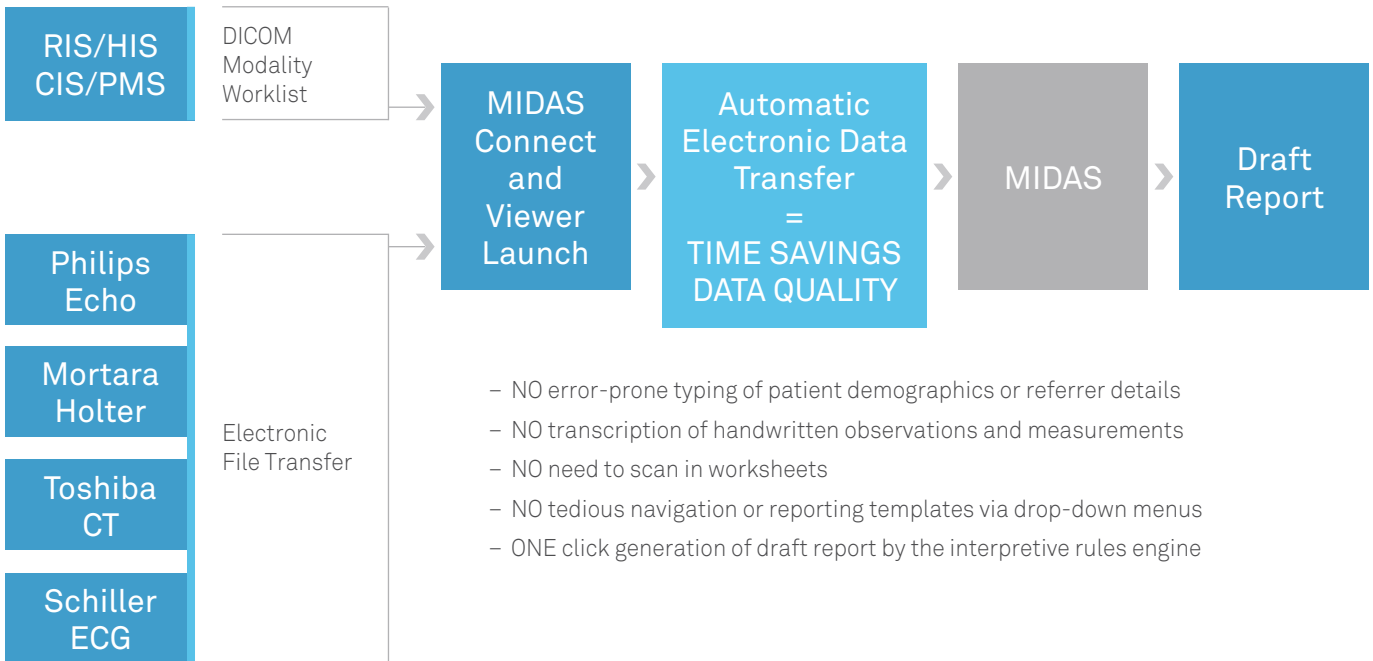 RIS/HIS
CIS/PMS
DICOM
Modality
Worklist
MIDAS
Connect
and
Viewer
Launch
Automatic
Electronic Data
Transfer
=
TIME SAVINGS
DATA QUALITY
MIDAS
Draft
Report
Philips
Echo
Mortara
Holter
Toshiba
CT
Schiller
ECG
Electronic
File Transfer
– NO error-prone typing of patient demographics or referrer details
– NO transcription of handwritten observations and measurements
– NO need to scan in worksheets
– NO tedious navigation or reporting templates via drop-down menus
– ONE click generation of draft report by the interpretive rules engine